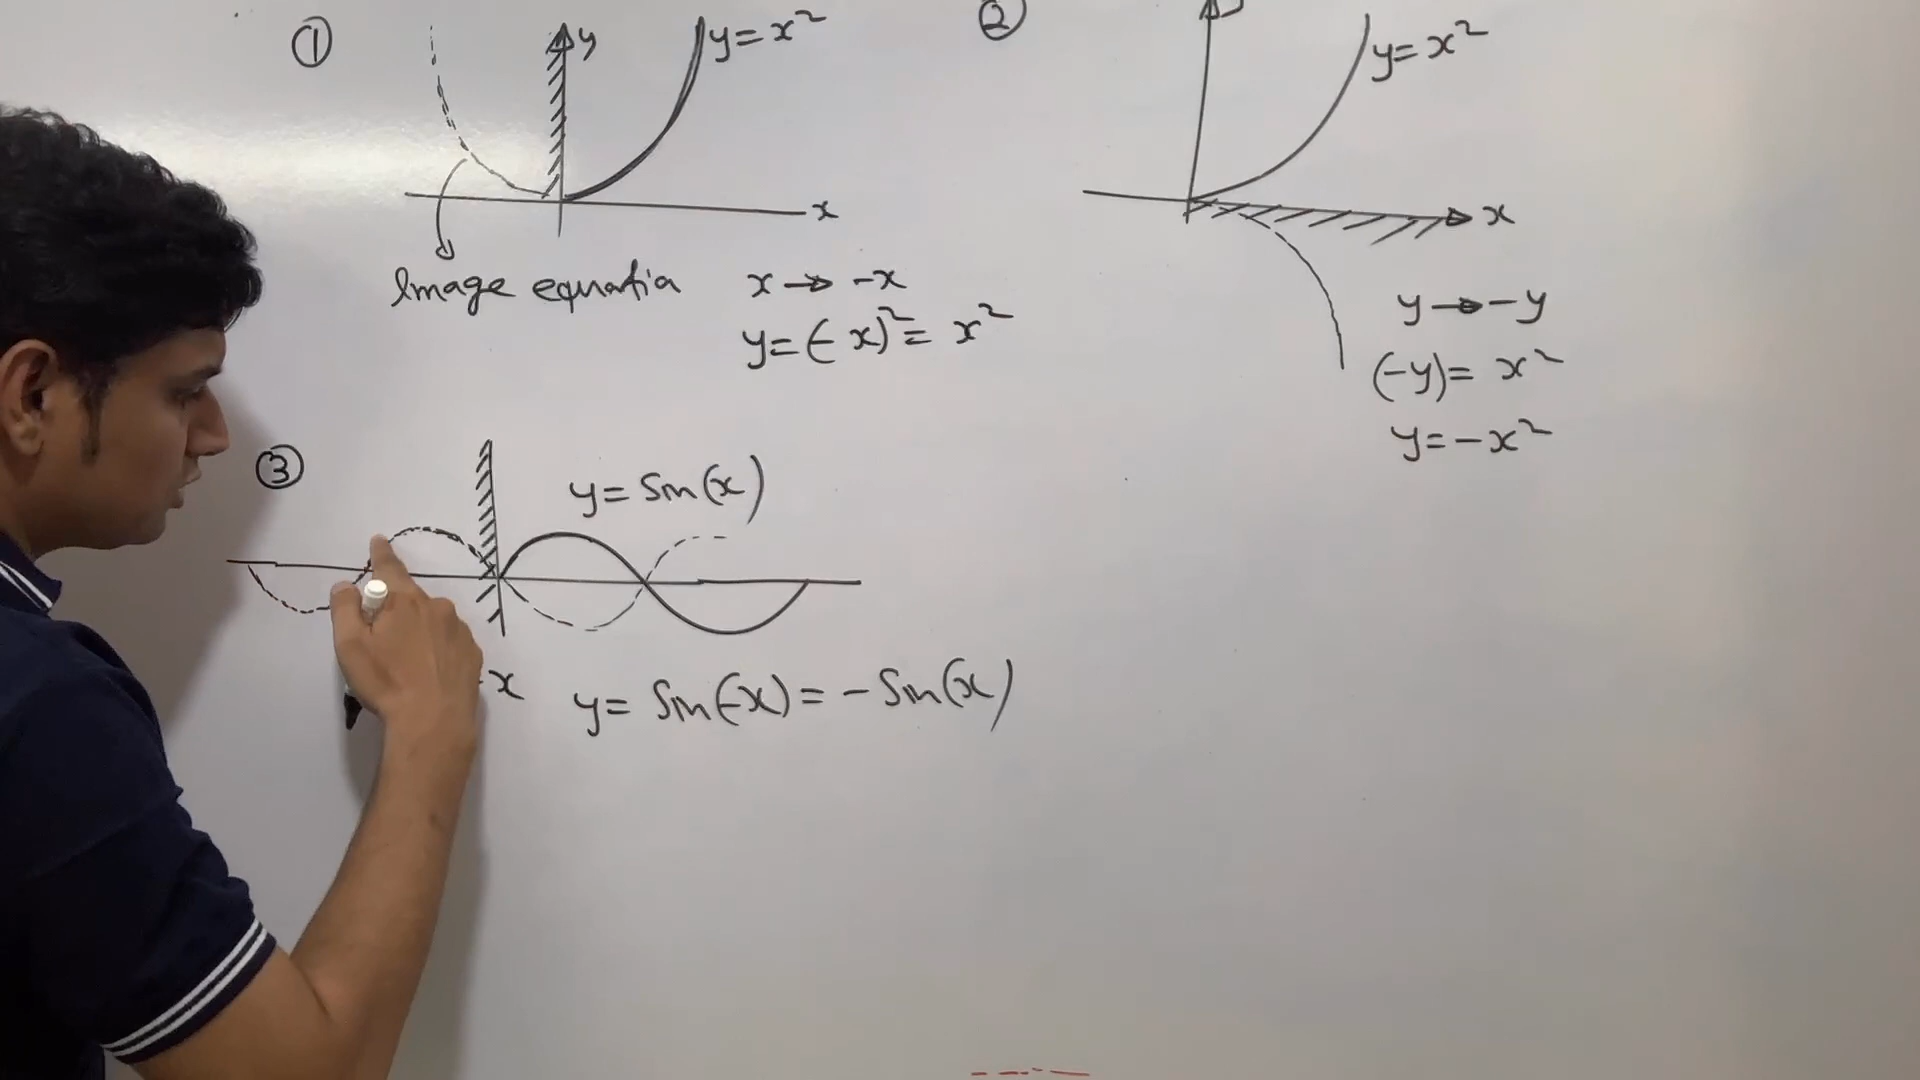 ①
y
y=x²
x
Image equatia
x → -x
y=(-x)²= x²
②
y=x²
x
y → -y
(-y)= x²
y=-x²
③
y= Sin(x)
-x
y= Sin(-x)= -Sin(x)